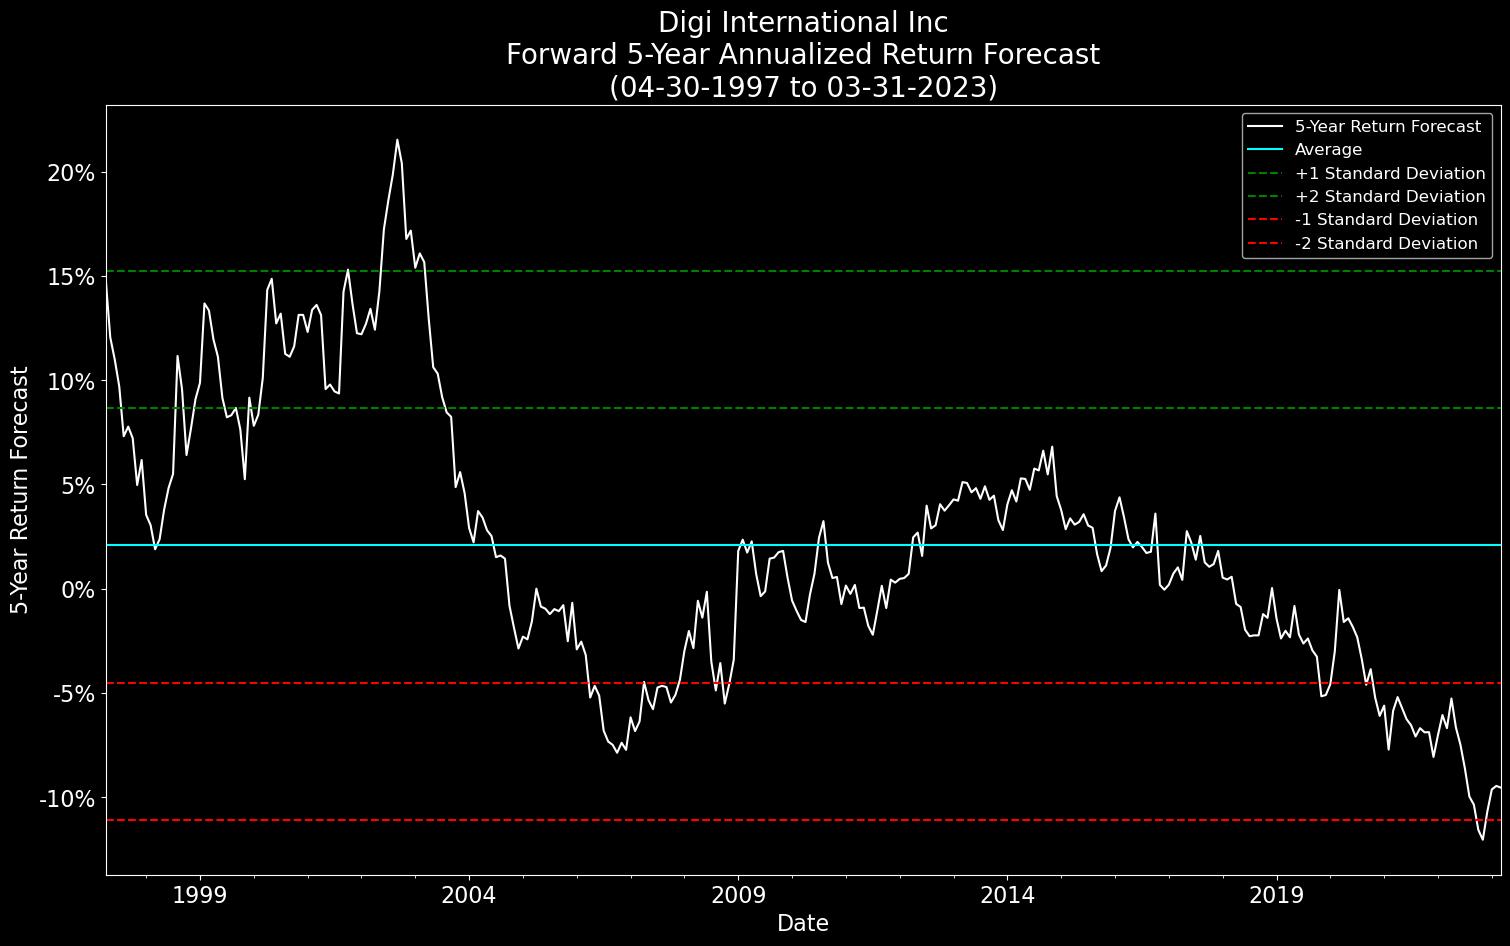 Digi International Inc
Forward 5-Year Annualized Return Forecast
(04-30-1997 to 03-31-2023)
5-Year Return Forecast
Average
+1 Standard Deviation
+2 Standard Deviation
-1 Standard Deviation
-2 Standard Deviation
5-Year Return Forecast
20%
15%
10%
5%
0%
-5%
-10%
1999 2004 2009 2014 2019
Date